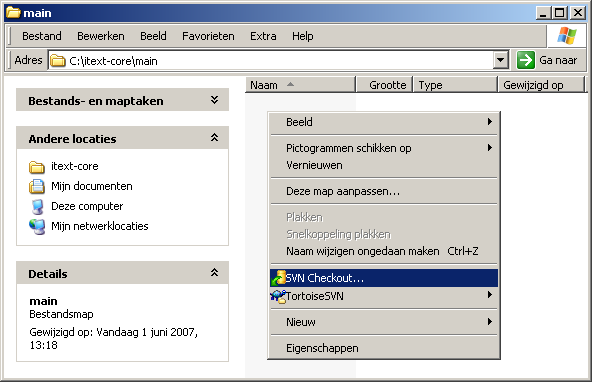 main
Bestand Bewerken Beeld Favorieten Extra Help
Adres C:\itext-core\main Ga naar
Bestands- en maptaken
Andere locaties
itext-core
Mijn documenten
Deze computer
Mijn netwerklocaties
Details
main
Bestandsmap
Gewijzigd op: Vandaag 1 juni 2007,
13:18
Naam Grootte Type Gewijzigd op
Beeld
Pictogrammen schikken op
Vernieuwen
Deze map aanpassen...
Plakken
Snelkoppeling plakken
Naam wijzigen ongedaan maken Ctrl+Z
SVN Checkout...
TortoiseSVN
Nieuw
Eigenschappen